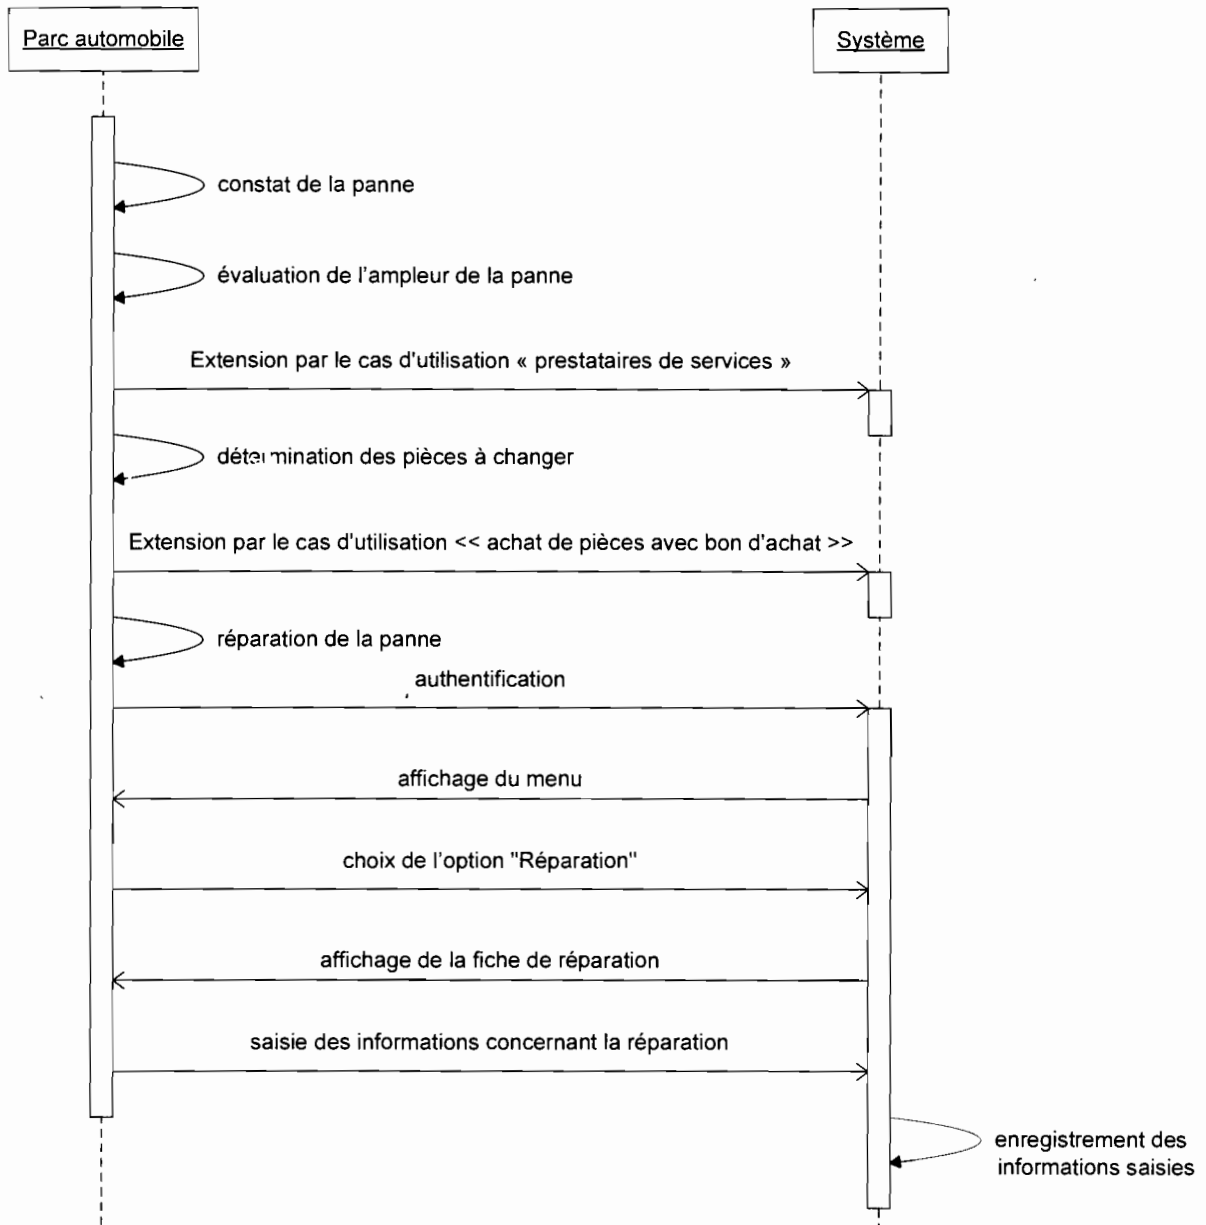 Parc automobile
Système
constat de la panne
évaluation de l'ampleur de la panne
Extension par le cas d'utilisation « prestataires de services »
détermination des pièces à changer
Extension par le cas d'utilisation << achat de pièces avec bon d'achat >>
réparation de la panne
authentification
affichage du menu
choix de l'option "Réparation"
affichage de la fiche de réparation
saisie des informations concernant la réparation
enregistrement des
informations saisies